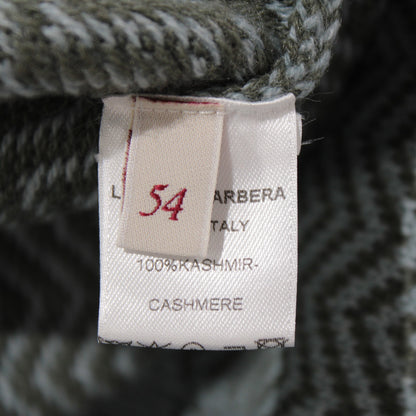 54
ARBERA
TALY
100%KASHMIR-
CASHMERE